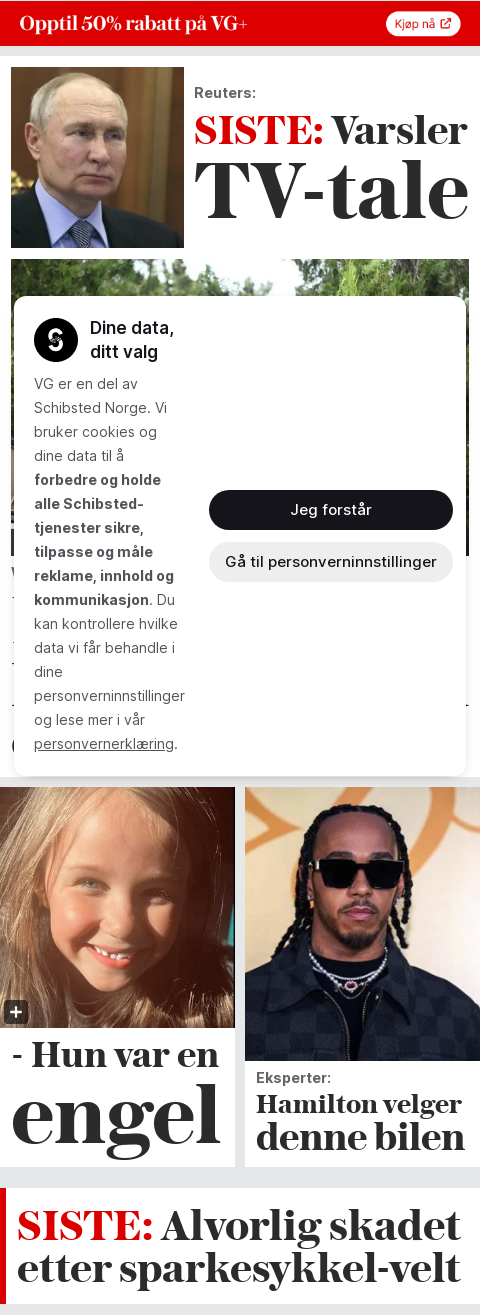 Opptil 50% rabatt på VG+
Kjøp nå
Reuters:
SISTE: Varsler
TV-tale
Dine data,
ditt valg
VG er en del av
Schibsted Norge. Vi
bruker cookies og
dine data til å
forbedre og holde
alle Schibsted-
tjenester sikre,
tilpasse og måle
reklame, innhold og
kommunikasjon. Du
kan kontrollere hvilke
data vi får behandle i
dine
personverninnstillinger
og lese mer i vår
personvernerklæring.
Jeg forstår
Gå til personverninnstillinger
- Hun var en
engel
Eksperter:
Hamilton velger
denne bilen
SISTE: Alvorlig skadet
etter sparkesykkel-velt